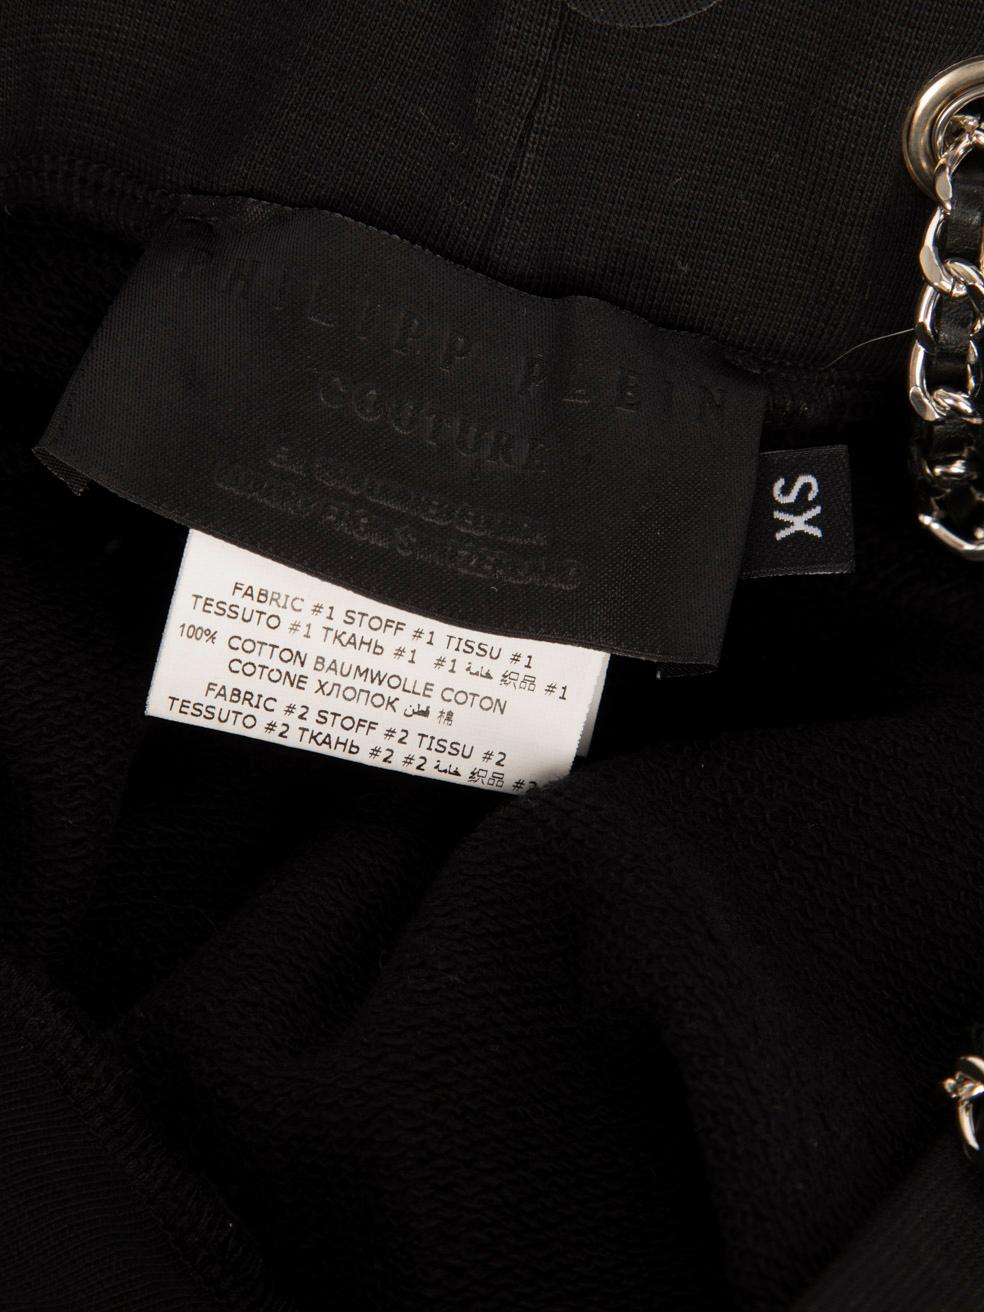 PHILIPP PLEIN
COUTURE
SX
FABRIC #1 STOFF #1 TISSU #1
TESSUTO #1 ТКАНЬ #1 #1 خامة 织品 #1
100% COTTON BAUMWOLLE COTON
COTONE ХЛОПОК قطن 棉
FABRIC #2 STOFF #2 TISSU #2
TESSUTO #2 ТКАНЬ #2 #2 خامة 织品 #2